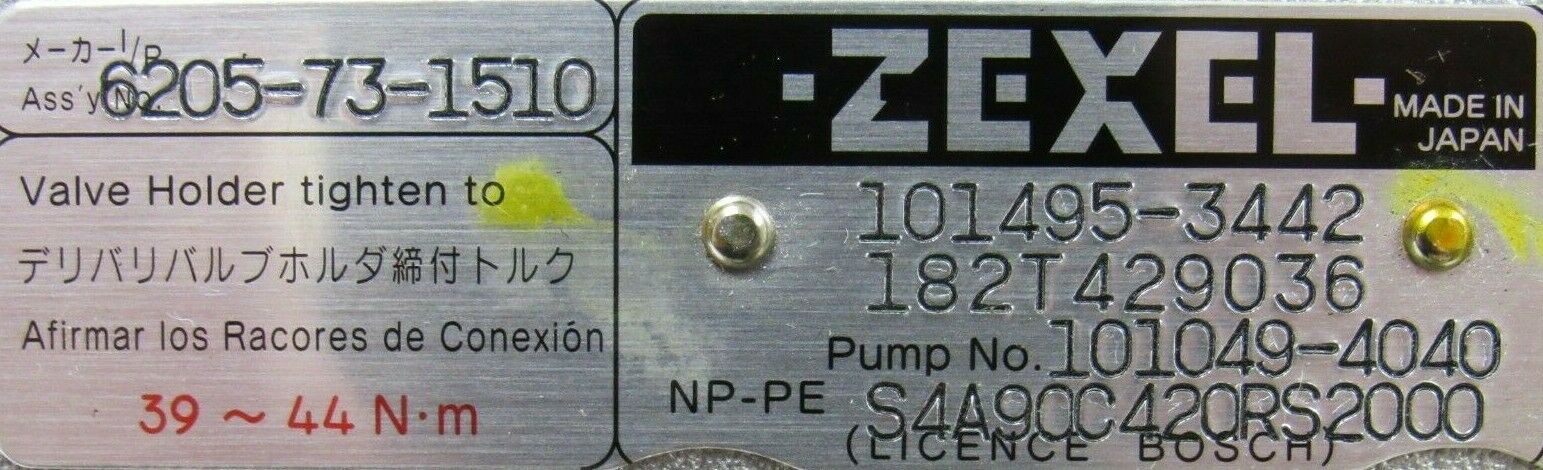 メーカーI/P
Ass'y No. 6205-73-1510
Valve Holder tighten to
デリバリバルブホルダ締付トルク
Afirmar los Racores de Conexión
39 ~ 44 N·m
·ZEXEL·
MADE IN
JAPAN
101495-3442
182T429036
Pump No. 101049-4040
NP-PE S4A90C420RS2000
(LICENCE BOSCH)